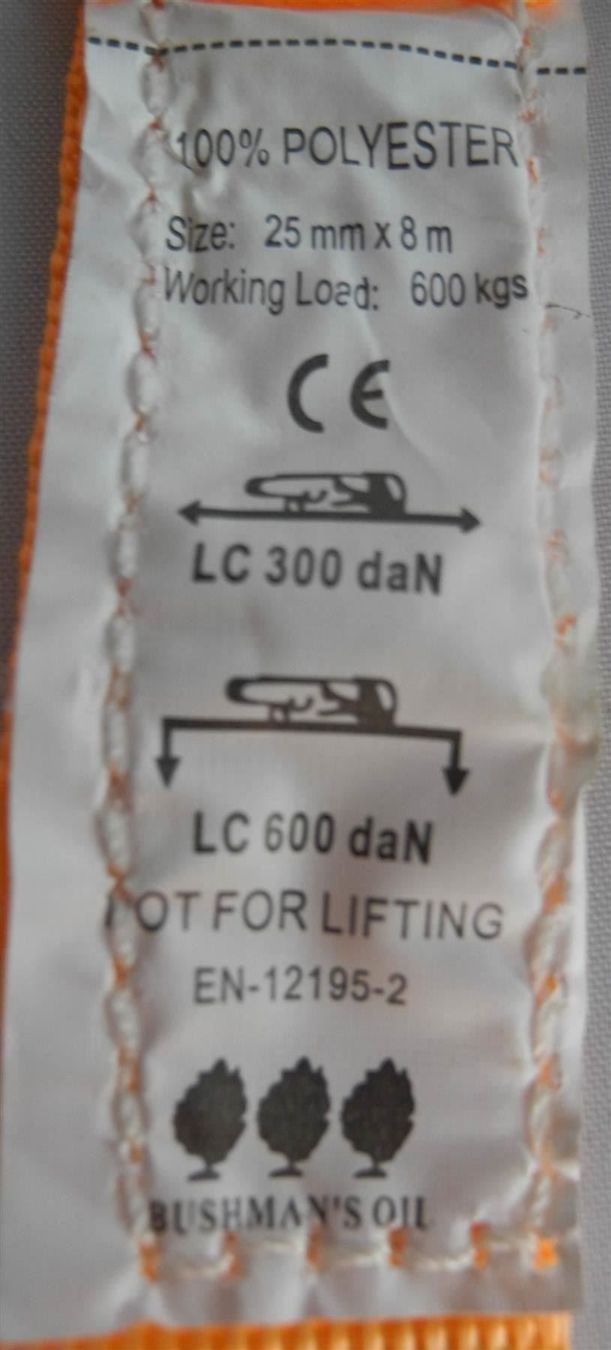 100% POLYESTER
Size: 25 mm x 8 m
Working Load: 600 kgs
CE
LC 300 daN
LC 600 daN
NOT FOR LIFTING
EN-12195-2
BUSHMAN'S OIL